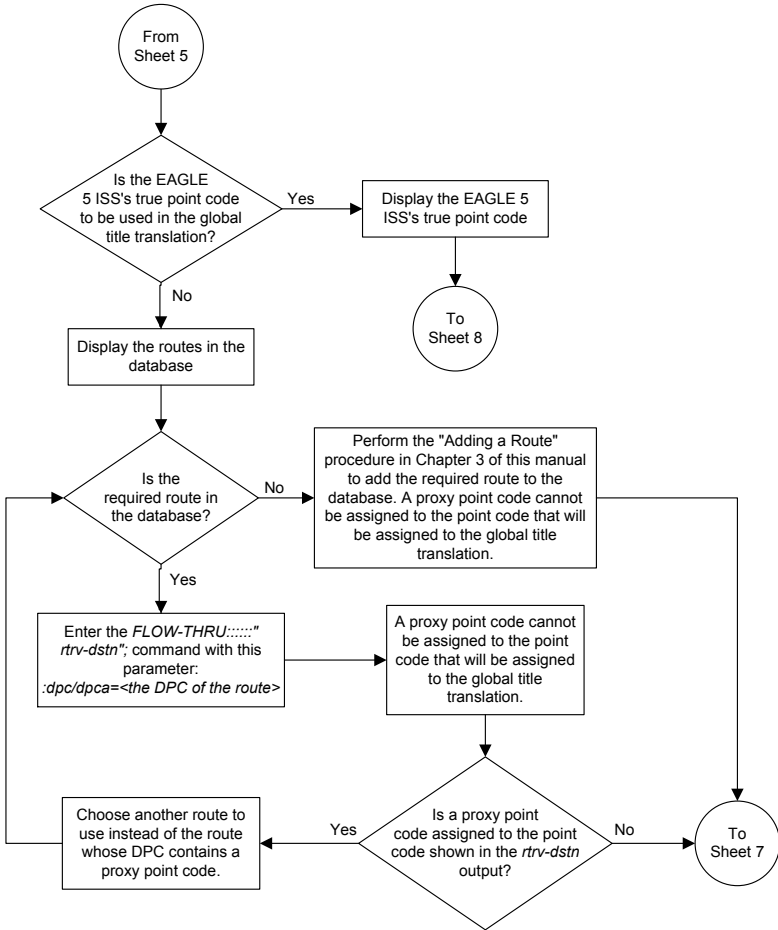 From
Sheet 5
Is the EAGLE
5 ISS's true point code
to be used in the global
title translation?
Yes
Display the EAGLE 5
ISS's true point code
No
To
Sheet 8
Display the routes in the
database
Is the
required route in
the database?
No
Perform the "Adding a Route"
procedure in Chapter 3 of this manual
to add the required route to the
database. A proxy point code cannot
be assigned to the point code that will
be assigned to the global title
translation.
Yes
Enter the FLOW-THRU::::::"
rtrv-dstn"; command with this
parameter:
:dpc/dpca=<the DPC of the route>
A proxy point code cannot
be assigned to the point
code that will be assigned
to the global title
translation.
Choose another route to
use instead of the route
whose DPC contains a
proxy point code.
Yes
Is a proxy point
code assigned to the point
code shown in the rtrv-dstn
output?
No
To
Sheet 7